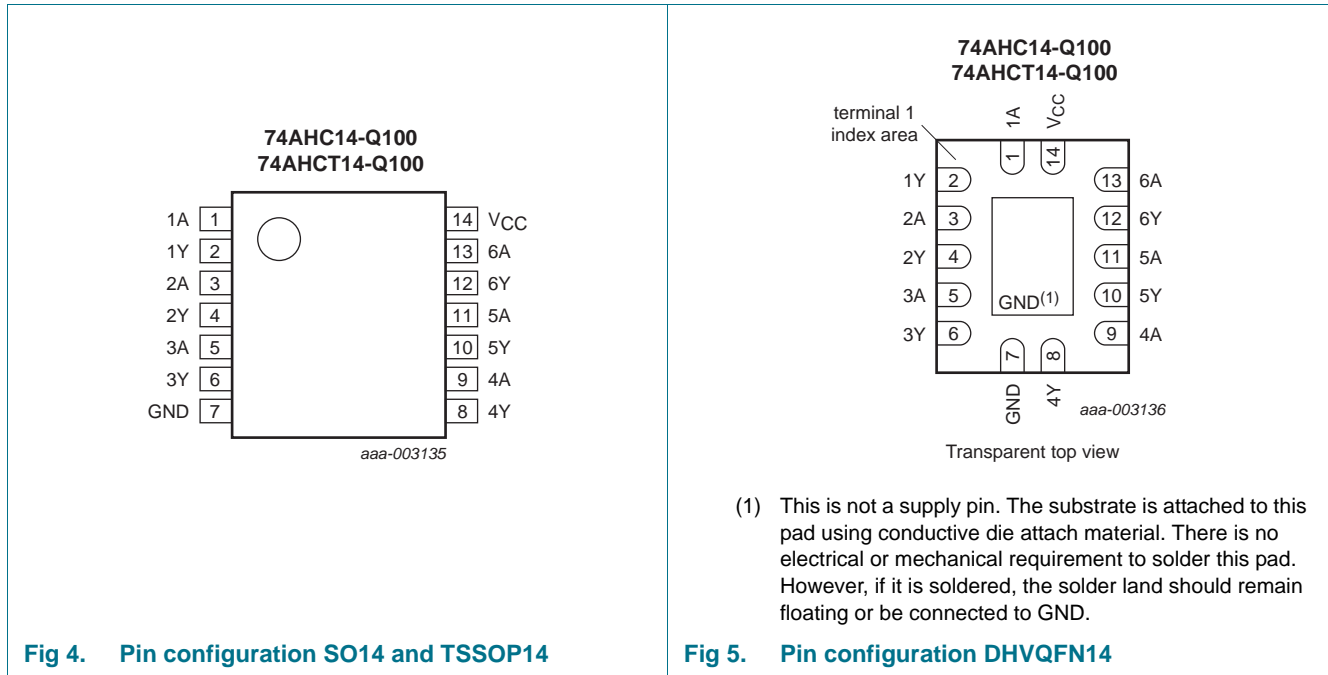 74AHC14-Q100
74AHCT14-Q100
1A 1
1Y 2
2A 3
2Y 4
3A 5
3Y 6
GND 7
14 VCC
13 6A
12 6Y
11 5A
10 5Y
9 4A
8 4Y
aaa-003135
Fig 4. Pin configuration SO14 and TSSOP14
74AHC14-Q100
74AHCT14-Q100
terminal 1
index area
1A
VCC
1
14
1Y 2
2A 3
2Y 4
3A 5
3Y 6
13 6A
12 6Y
11 5A
10 5Y
9 4A
GND(1)
7
8
GND
4Y
aaa-003136
Transparent top view
(1) This is not a supply pin. The substrate is attached to this
pad using conductive die attach material. There is no
electrical or mechanical requirement to solder this pad.
However, if it is soldered, the solder land should remain
floating or be connected to GND.
Fig 5. Pin configuration DHVQFN14